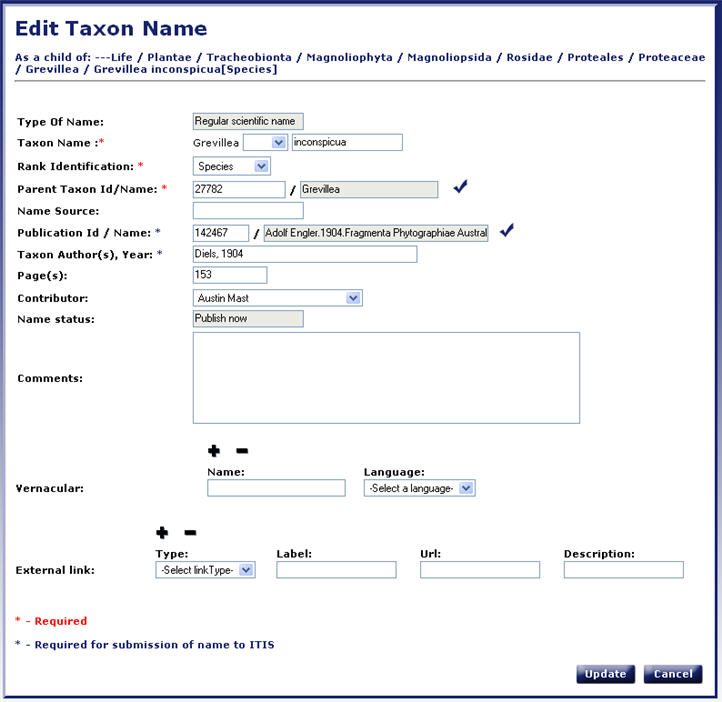 Edit Taxon Name
As a child of: ---Life / Plantae / Tracheobionta / Magnoliophyta / Magnoliopsida / Rosidae / Proteales / Proteaceae
/ Grevillea / Grevillea inconspicua[Species]
Type Of Name: Regular scientific name
Taxon Name :* Grevillea inconspicua
Rank Identification: * Species
Parent Taxon Id/Name: * 27782 / Grevillea
Name Source:
Publication Id / Name: * 142467 / Adolf Engler.1904.Fragmenta Phytographiae Austral
Taxon Author(s), Year: * Diels, 1904
Page(s): 153
Contributor: Austin Mast
Name status: Publish now
Comments:
Name: Language:
Vernacular: -Select a language-
Type: Label: Url: Description:
External link: -Select linkType-
* - Required
* - Required for submission of name to ITIS
Update Cancel